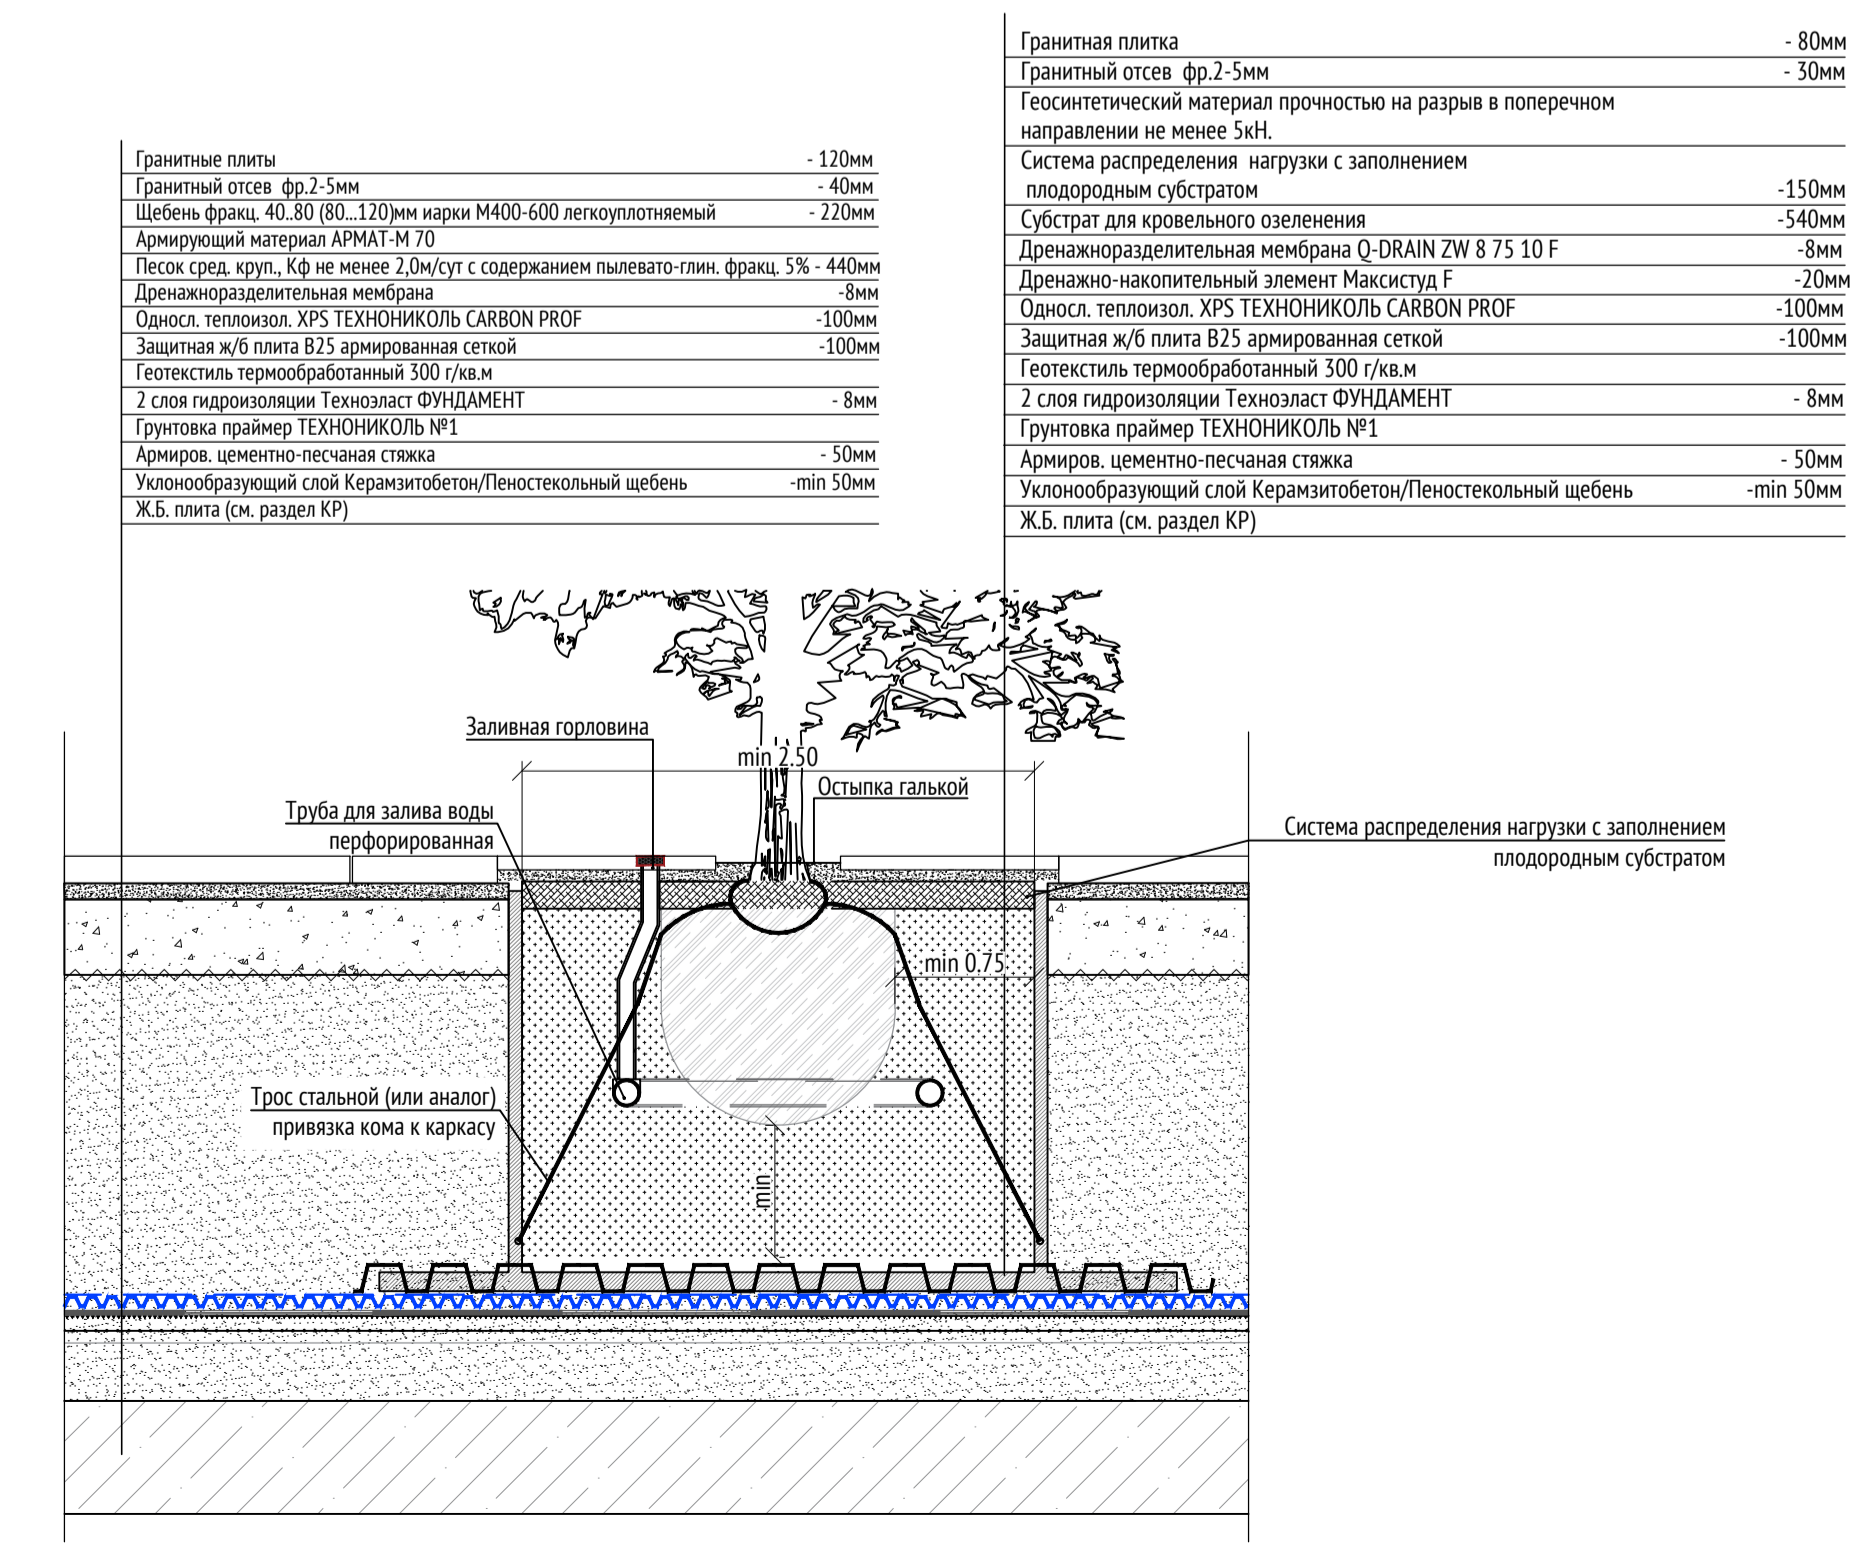 Гранитная плитка - 80мм
Гранитный отсев фр.2-5мм - 30мм
Геосинтетический материал прочностью на разрыв в поперечном
направлении не менее 5кН.
Система распределения нагрузки с заполнением
плодородным субстратом -150мм
Субстрат для кровельного озеленения -540мм
Дренажноразделительная мембрана Q-DRAIN ZW 8 75 10 F -8мм
Дренажно-накопительный элемент Максистуд F -20мм
Односл. теплоизол. XPS ТЕХНОНИКОЛЬ CARBON PROF -100мм
Защитная ж/б плита В25 армированная сеткой -100мм
Геотекстиль термообработанный 300 г/кв.м
2 слоя гидроизоляции Техноэласт ФУНДАМЕНТ - 8мм
Грунтовка праймер ТЕХНОНИКОЛЬ №1
Армиров. цементно-песчаная стяжка - 50мм
Уклонообразующий слой Керамзитобетон/Пеностекольный щебень -min 50мм
Ж.Б. плита (см. раздел КР)
Гранитные плиты - 120мм
Гранитный отсев фр.2-5мм - 40мм
Щебень фракц. 40..80 (80...120)мм иарки М400-600 легкоуплотняемый - 220мм
Армирующий материал АРМАТ-М 70
Песок сред. круп., Кф не менее 2,0м/сут с содержанием пылевато-глин. фракц. 5% - 440мм
Дренажноразделительная мембрана -8мм
Односл. теплоизол. XPS ТЕХНОНИКОЛЬ CARBON PROF -100мм
Защитная ж/б плита В25 армированная сеткой -100мм
Геотекстиль термообработанный 300 г/кв.м
2 слоя гидроизоляции Техноэласт ФУНДАМЕНТ - 8мм
Грунтовка праймер ТЕХНОНИКОЛЬ №1
Армиров. цементно-песчаная стяжка - 50мм
Уклонообразующий слой Керамзитобетон/Пеностекольный щебень -min 50мм
Ж.Б. плита (см. раздел КР)
Заливная горловина
min 2.50
Остыпка галькой
Труба для залива воды
перфорированная
Система распределения нагрузки с заполнением
плодородным субстратом
min 0.75
Трос стальной (или аналог)
привязка кома к каркасу
min